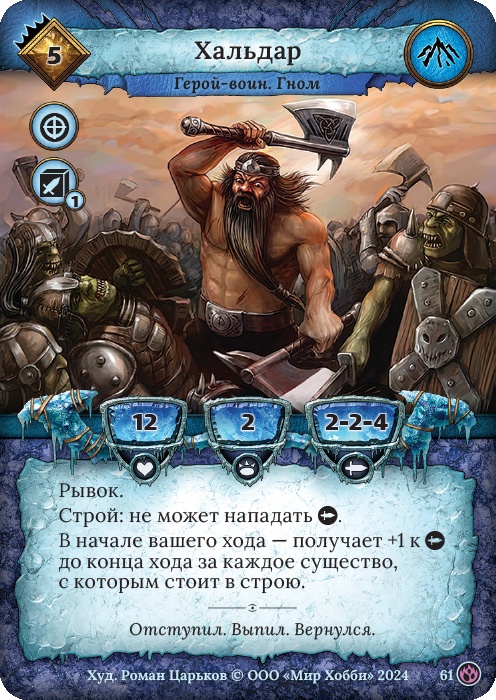 5
Хальдар
Герой-воин. Гном
1
12
2
2-2-4
Рывок.
Строй: не может нападать .
В начале вашего хода — получает +1 к
до конца хода за каждое существо,
с которым стоит в строю.
Отступил. Выпил. Вернулся.
Худ. Роман Царьков © ООО «Мир Хобби» 2024
61